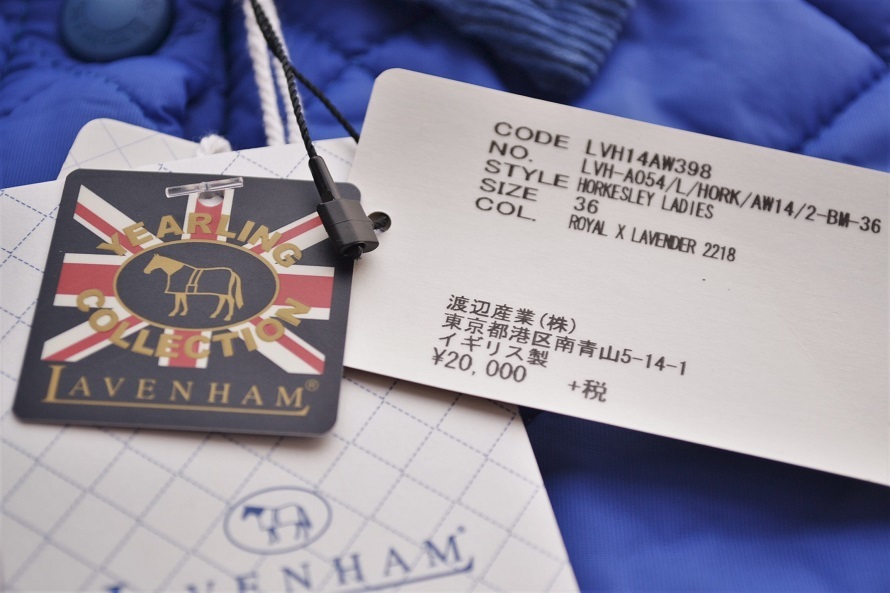 YEARLING
COLLECTION
LAVENHAM®
LAVENHAM®
CODE LVH14AW398
NO. LVH-A054/L/HORK/AW14/2-BM-36
STYLE HORKESLEY LADIES
SIZE 36
COL. ROYAL X LAVENDER 2218
渡辺産業(株)
東京都港区南青山5-14-1
イギリス製
¥20,000 +税